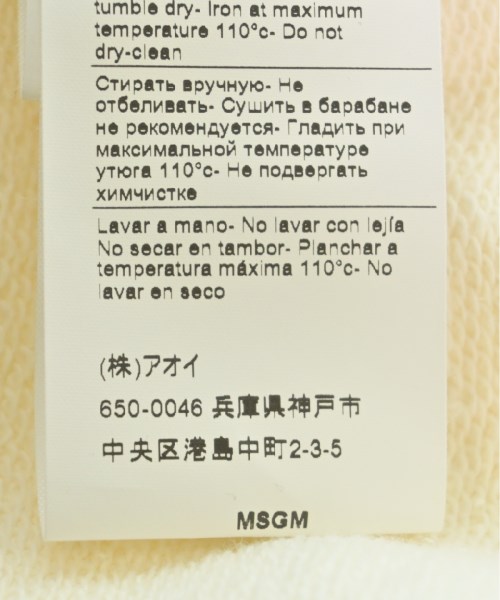 tumble dry- Iron at maximum
temperature 110°c- Do not
dry-clean
Стирать вручную- Не
отбеливать- Сушить в барабане
не рекомендуется- Гладить при
максимальной температуре
утюга 110°c- Не подвергать
химчистке
Lavar a mano- No lavar con lejía
No secar en tambor- Planchar a
temperatura máxima 110°c- No
lavar en seco
(株)アオイ
650-0046 兵庫県神戸市
中央区港島中町2-3-5
MSGM